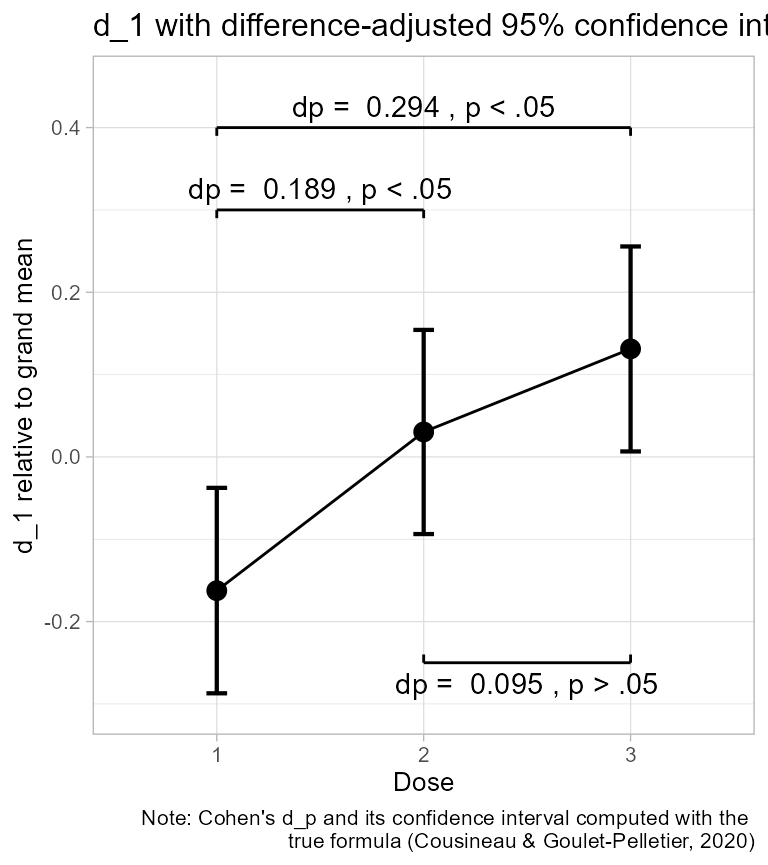 d_1 with difference-adjusted 95% confidence int
dp =  0.294 , p < .05
0.4
dp =  0.189 , p < .05
0.2
0.0
-0.2
d_1 relative to grand mean
dp =  0.095 , p > .05
1
2
3
Dose
Note: Cohen's d_p and its confidence interval computed with the
true formula (Cousineau & Goulet-Pelletier, 2020)